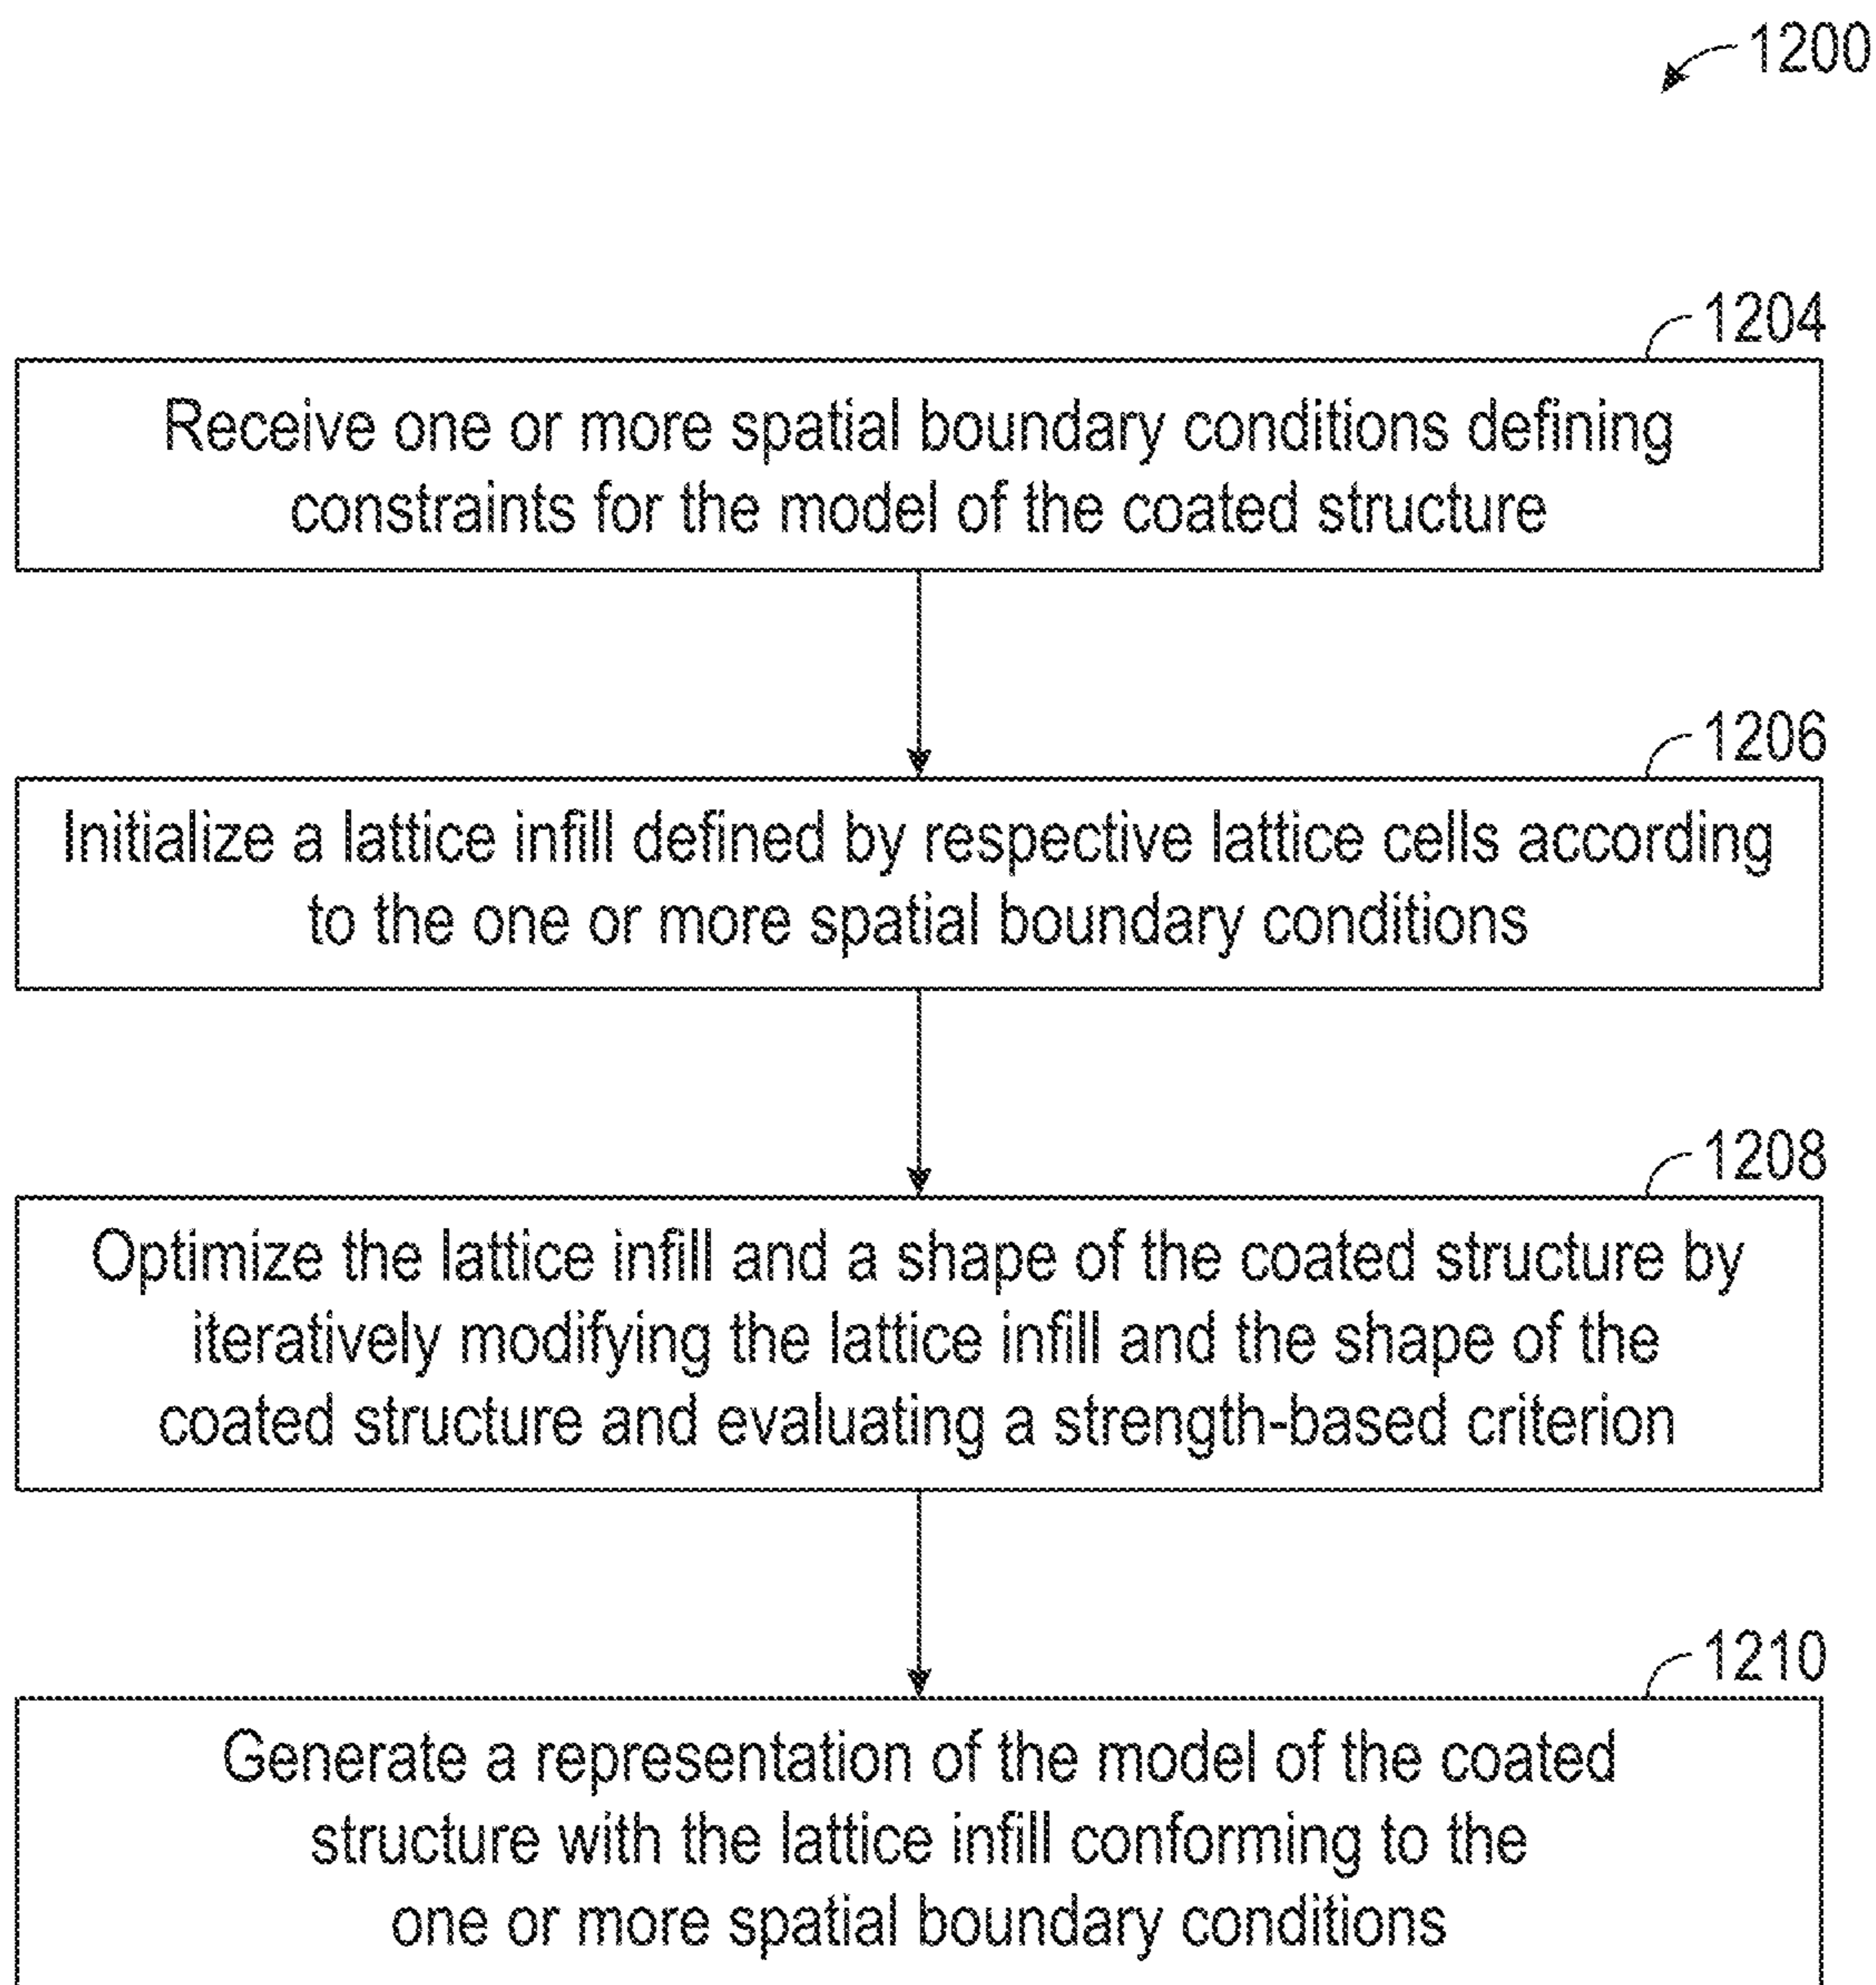 1200
1204
Receive one or more spatial boundary conditions defining
constraints for the model of the coated structure
1206
Initialize a lattice infill defined by respective lattice cells according
to the one or more spatial boundary conditions
1208
Optimize the lattice infill and a shape of the coated structure by
iteratively modifying the lattice infill and the shape of the
coated structure and evaluating a strength-based criterion
1210
Generate a representation of the model of the coated
structure with the lattice infill conforming to the
one or more spatial boundary conditions